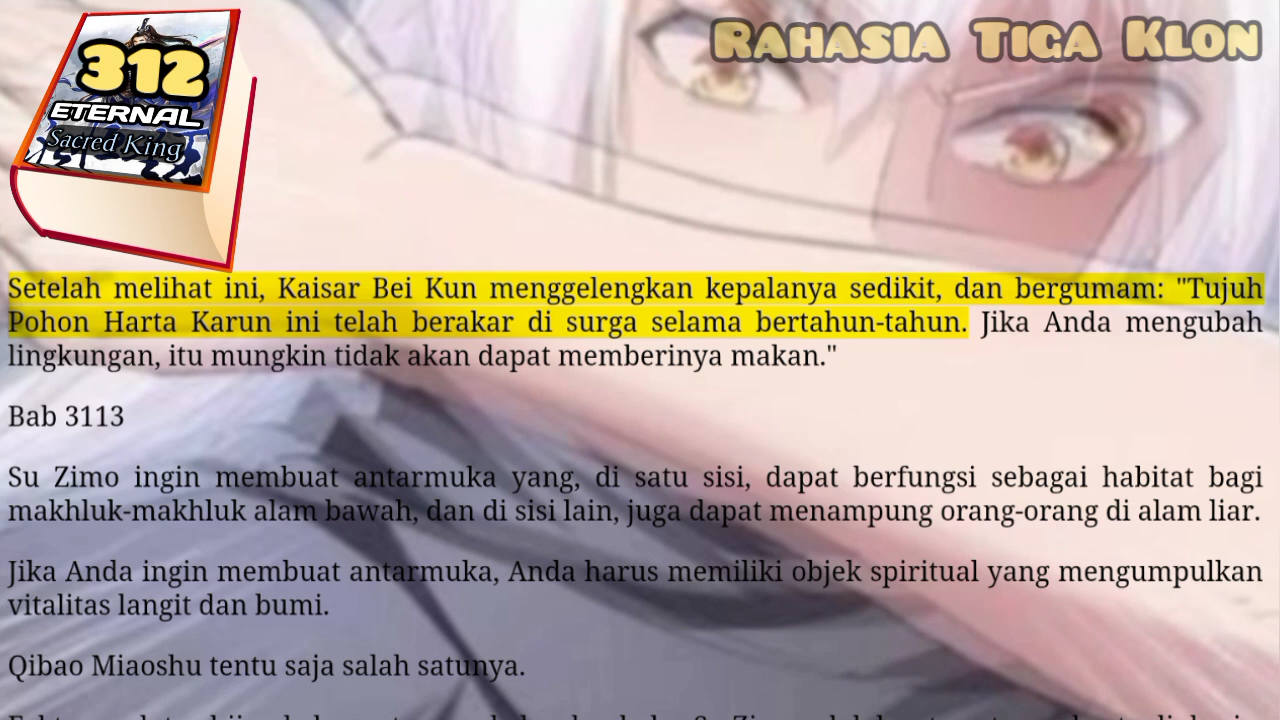 Rahasia Tiga Klon
312
ETERNAL
Sacred King
Setelah melihat ini, Kaisar Bei Kun menggelengkan kepalanya sedikit, dan bergumam: "Tujuh
Pohon Harta Karun ini telah berakar di surga selama bertahun-tahun. Jika Anda mengubah
lingkungan, itu mungkin tidak akan dapat memberinya makan."
Bab 3113
Su Zimo ingin membuat antarmuka yang, di satu sisi, dapat berfungsi sebagai habitat bagi
makhluk-makhluk alam bawah, dan di sisi lain, juga dapat menampung orang-orang di alam liar.
Jika Anda ingin membuat antarmuka, Anda harus memiliki objek spiritual yang mengumpulkan
vitalitas langit dan bumi.
Qibao Miaoshu tentu saja salah satunya.